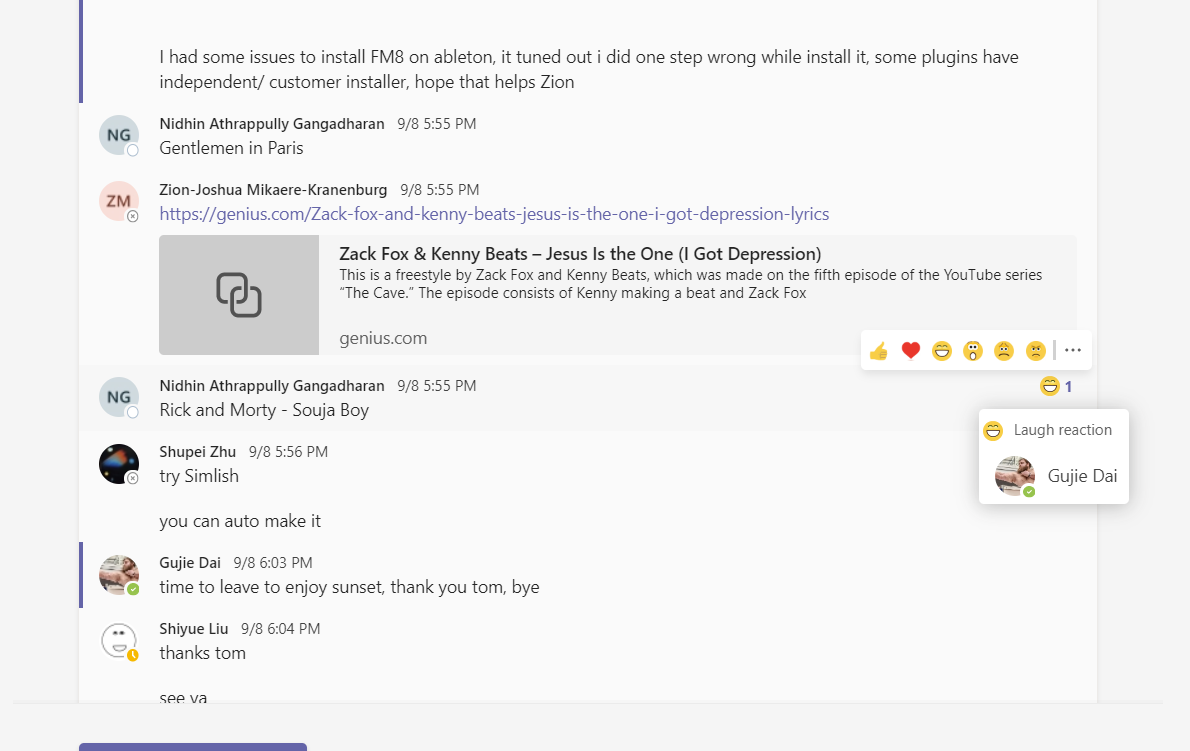 I had some issues to install FM8 on ableton, it tuned out i did one step wrong while install it, some plugins have
independent/ customer installer, hope that helps Zion
NG
Nidhin Athrappully Gangadharan 9/8 5:55 PM
Gentlemen in Paris
ZM
Zion-Joshua Mikaere-Kranenburg 9/8 5:55 PM
https://genius.com/Zack-fox-and-kenny-beats-jesus-is-the-one-i-got-depression-lyrics
Zack Fox & Kenny Beats – Jesus Is the One (I Got Depression)
This is a freestyle by Zack Fox and Kenny Beats, which was made on the fifth episode of the YouTube series
“The Cave.” The episode consists of Kenny making a beat and Zack Fox
genius.com
NG
Nidhin Athrappully Gangadharan 9/8 5:55 PM
1
Rick and Morty - Souja Boy
Laugh reaction
Gujie Dai
Shupei Zhu 9/8 5:56 PM
try Simlish
you can auto make it
Gujie Dai 9/8 6:03 PM
time to leave to enjoy sunset, thank you tom, bye
Shiyue Liu 9/8 6:04 PM
thanks tom
see ya